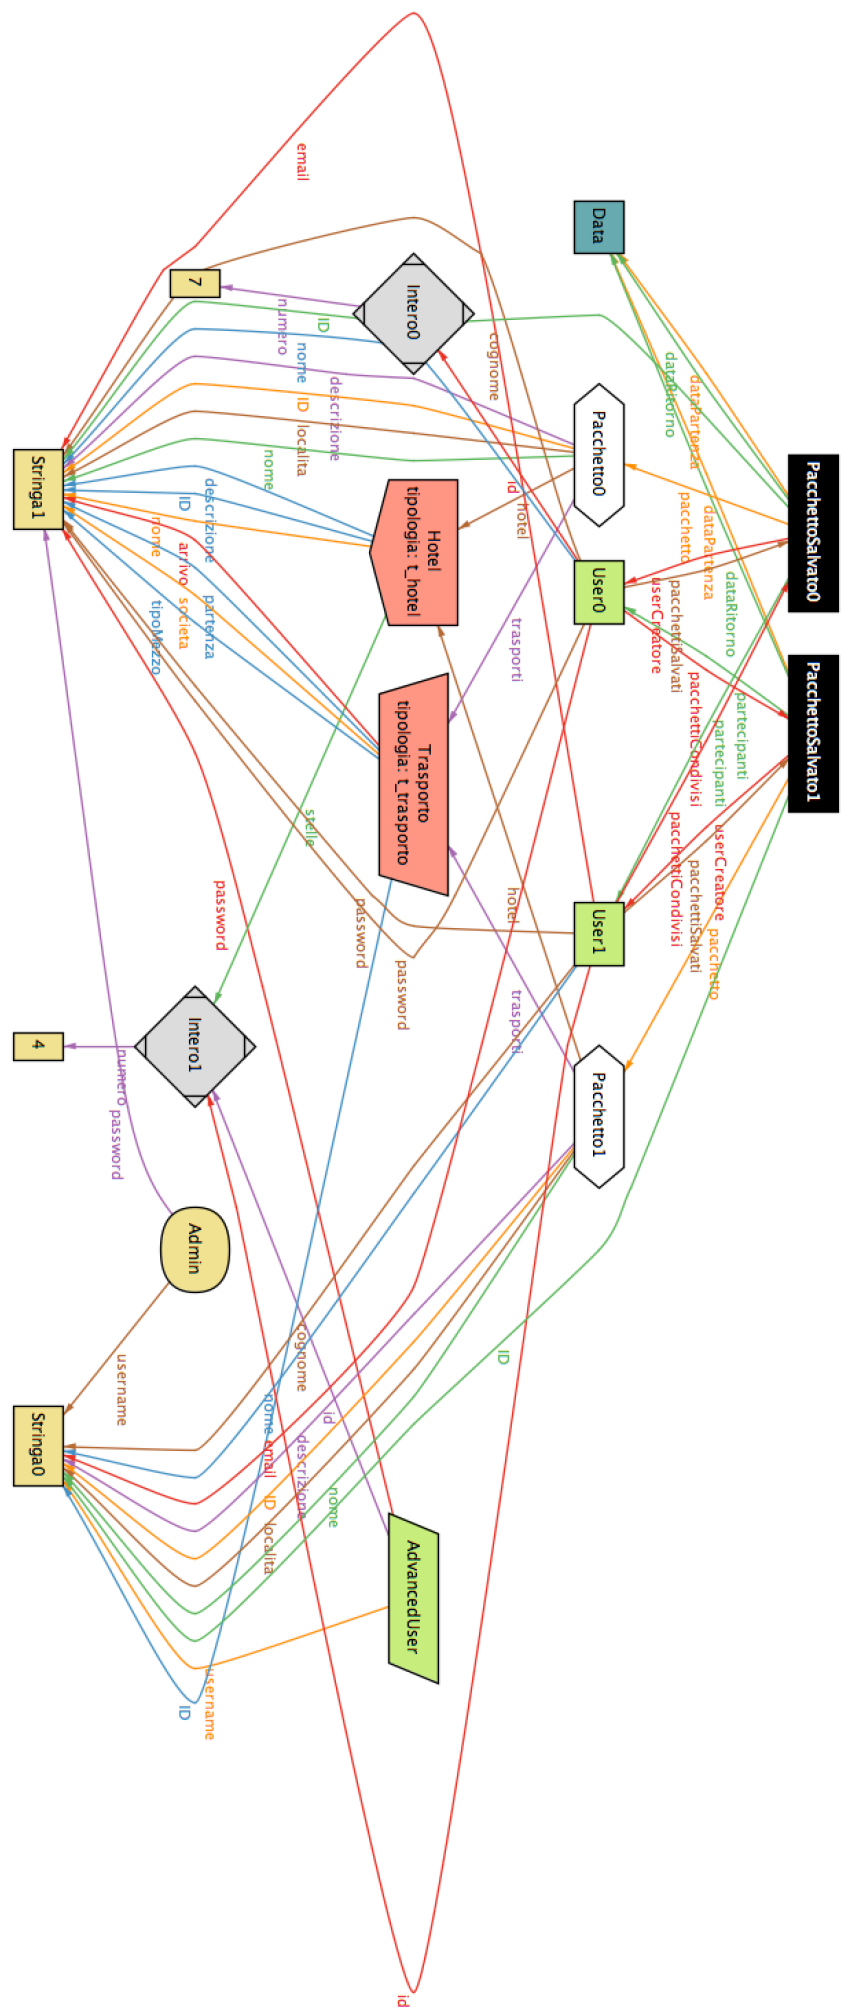 PacchettoSalvato0
PacchettoSalvato1
dataPartenza
dataRitorno
dataPartenza
dataRitorno
pacchetto
userCreatore
pacchettiSalvati
pacchettiCondivisi
partecipanti
partecipanti
pacchettiCondivisi
pacchettiSalvati
userCreatore
pacchetto
Data
Pacchetto0
User0
User1
Pacchetto1
cognome
id
hotel
trasporti
hotel
trasporti
ID
id
Intero0
Hotel
tipologia: t_hotel
Trasporto
tipologia: t_trasporto
AdvancedUser
email
numero
ID
nome
descrizione
ID
localita
nome
descrizione
ID
nome
arrivo
societa
partenza
tipoMezzo
stelle
password
password
password
cognome
nome
email
id
descrizione
ID
localita
nome
username
ID
7
Intero1
Admin
numero
password
username
Stringa1
4
Stringa0